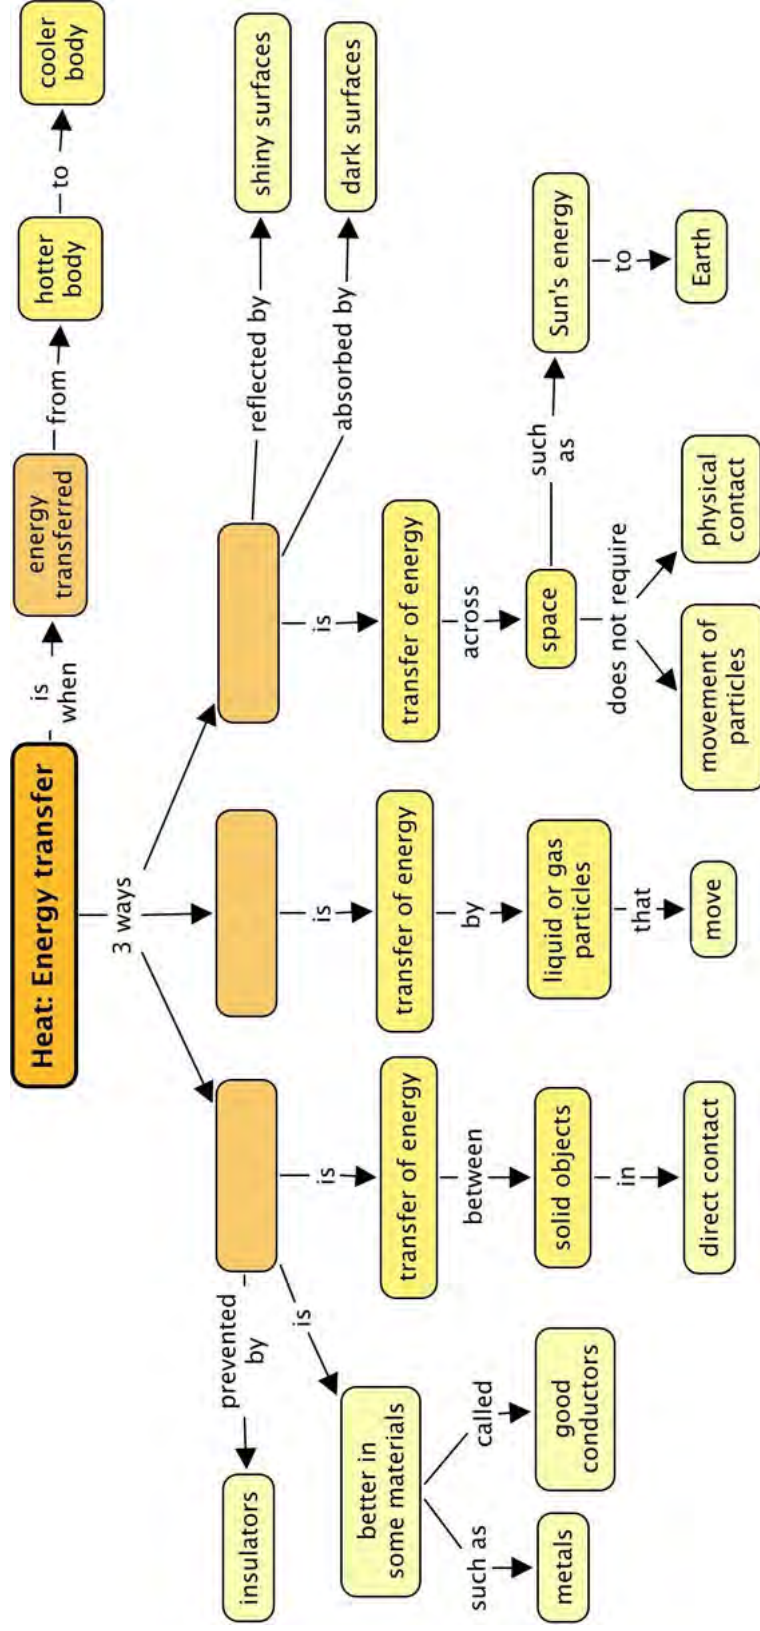 Heat: Energy transfer
is
when
energy
transferred
from
hotter
body
to
cooler
body
3 ways
prevented
by
insulators
is
better in
some materials
such as
metals
called
good
conductors
is
transfer of energy
between
solid objects
in
direct contact
is
transfer of energy
by
liquid or gas
particles
that
move
reflected by
shiny surfaces
absorbed by
dark surfaces
is
transfer of energy
across
space
such
as
Sun's energy
to
Earth
does not require
movement of
particles
physical
contact